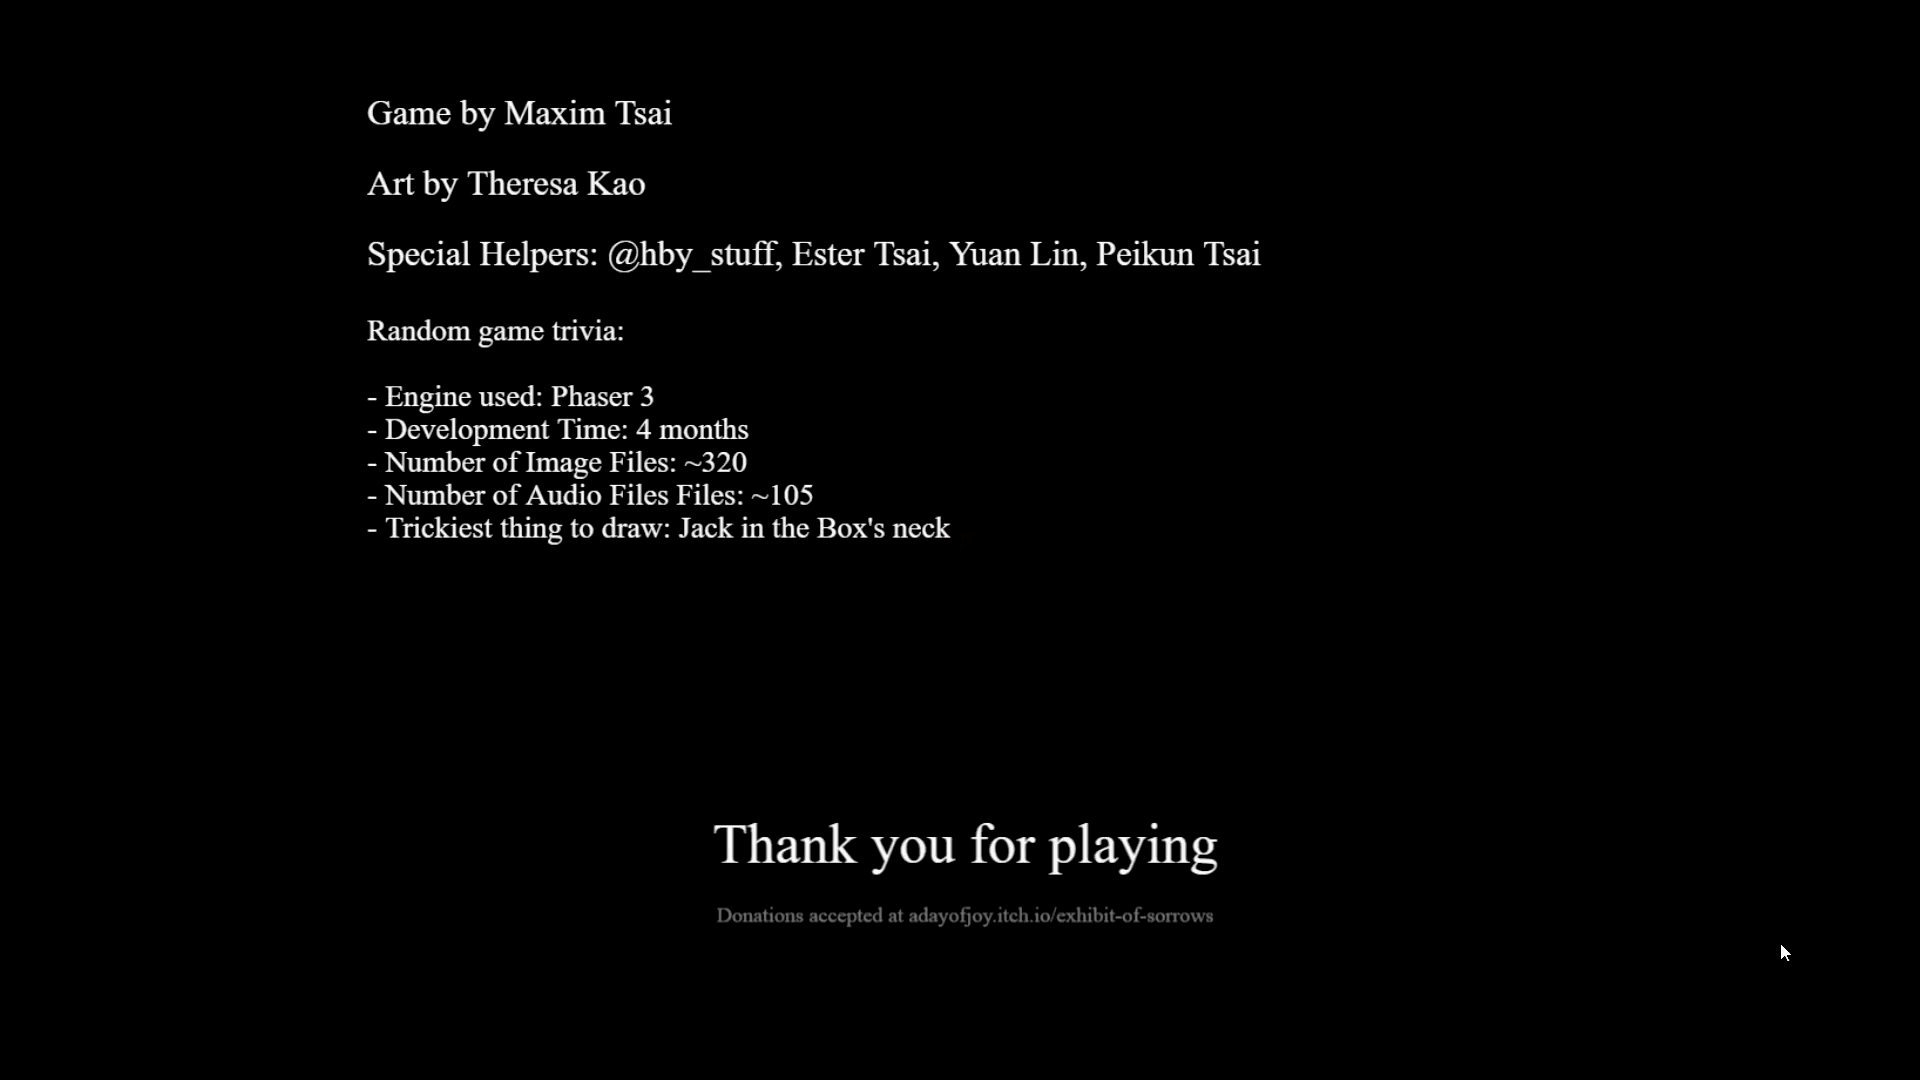 Game by Maxim Tsai
Art by Theresa Kao
Special Helpers: @hby_stuff, Ester Tsai, Yuan Lin, Peikun Tsai
Random game trivia:
- Engine used: Phaser 3
- Development Time: 4 months
- Number of Image Files: ~320
- Number of Audio Files Files: ~105
- Trickiest thing to draw: Jack in the Box's neck
Thank you for playing
Donations accepted at adayofjoy.itch.io/exhibit-of-sorrows